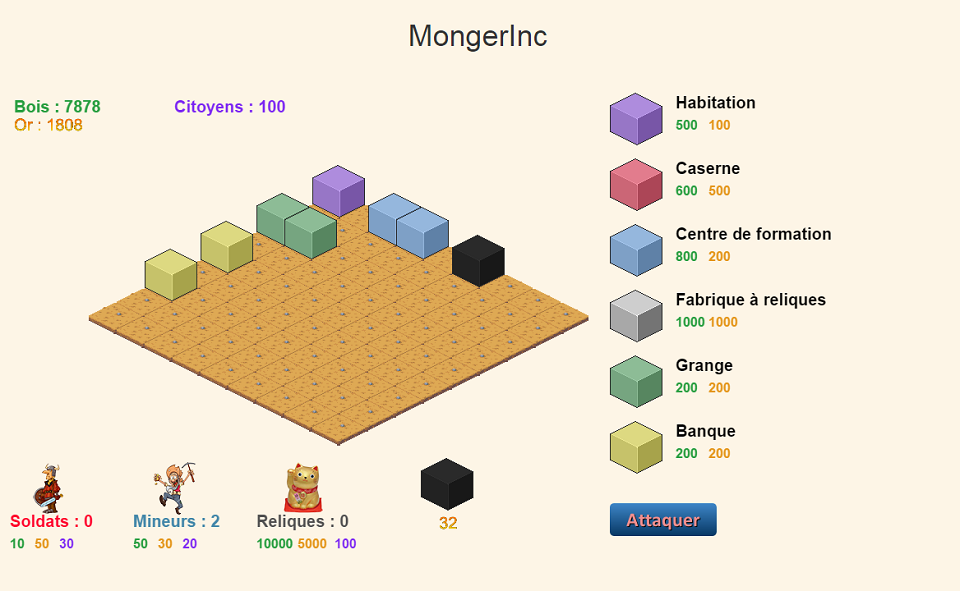 MongerInc
Bois : 7878
Citoyens : 100
Or : 1808
Habitation
500 100
Caserne
600 500
Centre de formation
800 200
Fabrique à reliques
1000 1000
Grange
200 200
Banque
200 200
Attaquer
Soldats : 0
10 50 30
Mineurs : 2
50 30 20
Reliques : 0
10000 5000 100
32